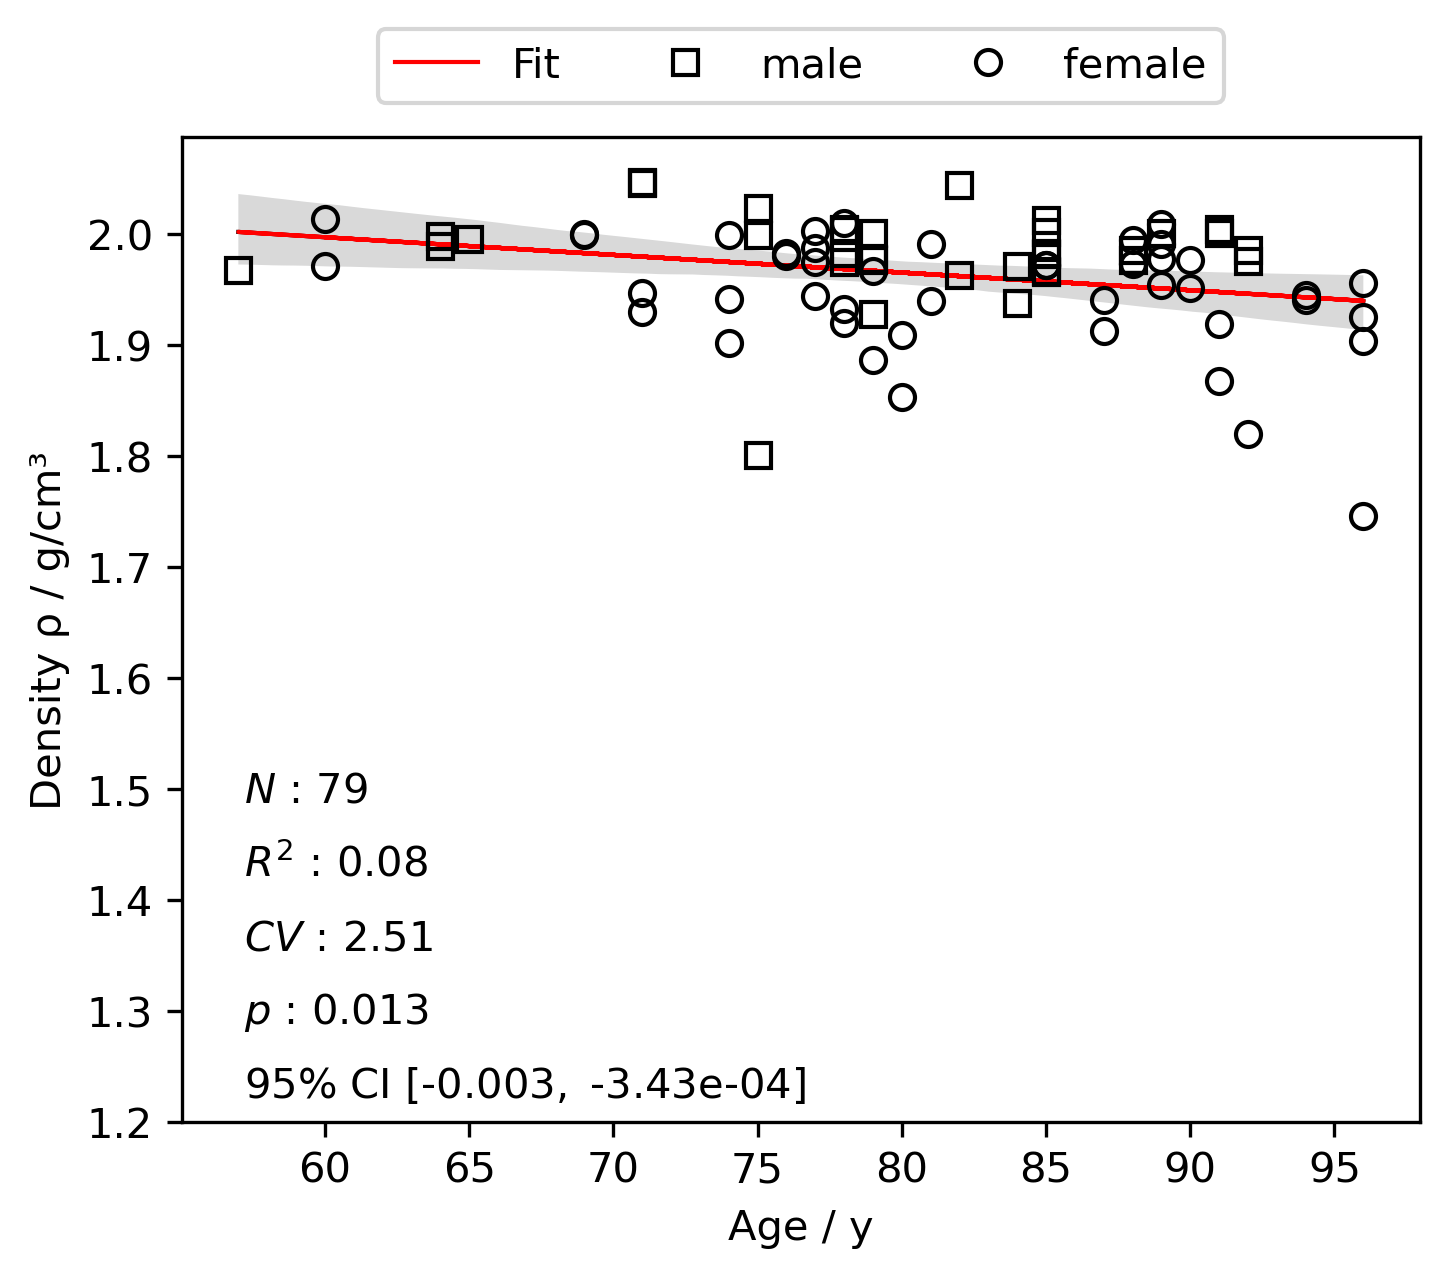 Fit male female
2.0
1.9
1.8
1.7
1.6
1.5
1.4
1.3
1.2
Density ρ / g/cm³
N : 79
R² : 0.08
CV : 2.51
p : 0.013
95% CI [-0.003, -3.43e-04]
60 65 70 75 80 85 90 95
Age / y